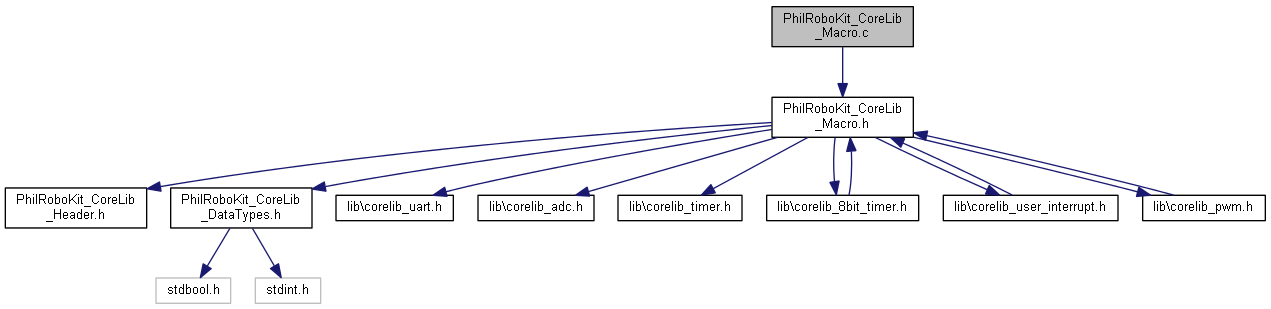 PhilRoboKit_CoreLib
_Macro.c
PhilRoboKit_CoreLib
_Macro.h
PhilRoboKit_CoreLib
_Header.h
PhilRoboKit_CoreLib
_DataTypes.h
lib\corelib_uart.h
lib\corelib_adc.h
lib\corelib_timer.h
lib\corelib_8bit_timer.h
lib\corelib_user_interrupt.h
lib\corelib_pwm.h
stdbool.h
stdint.h